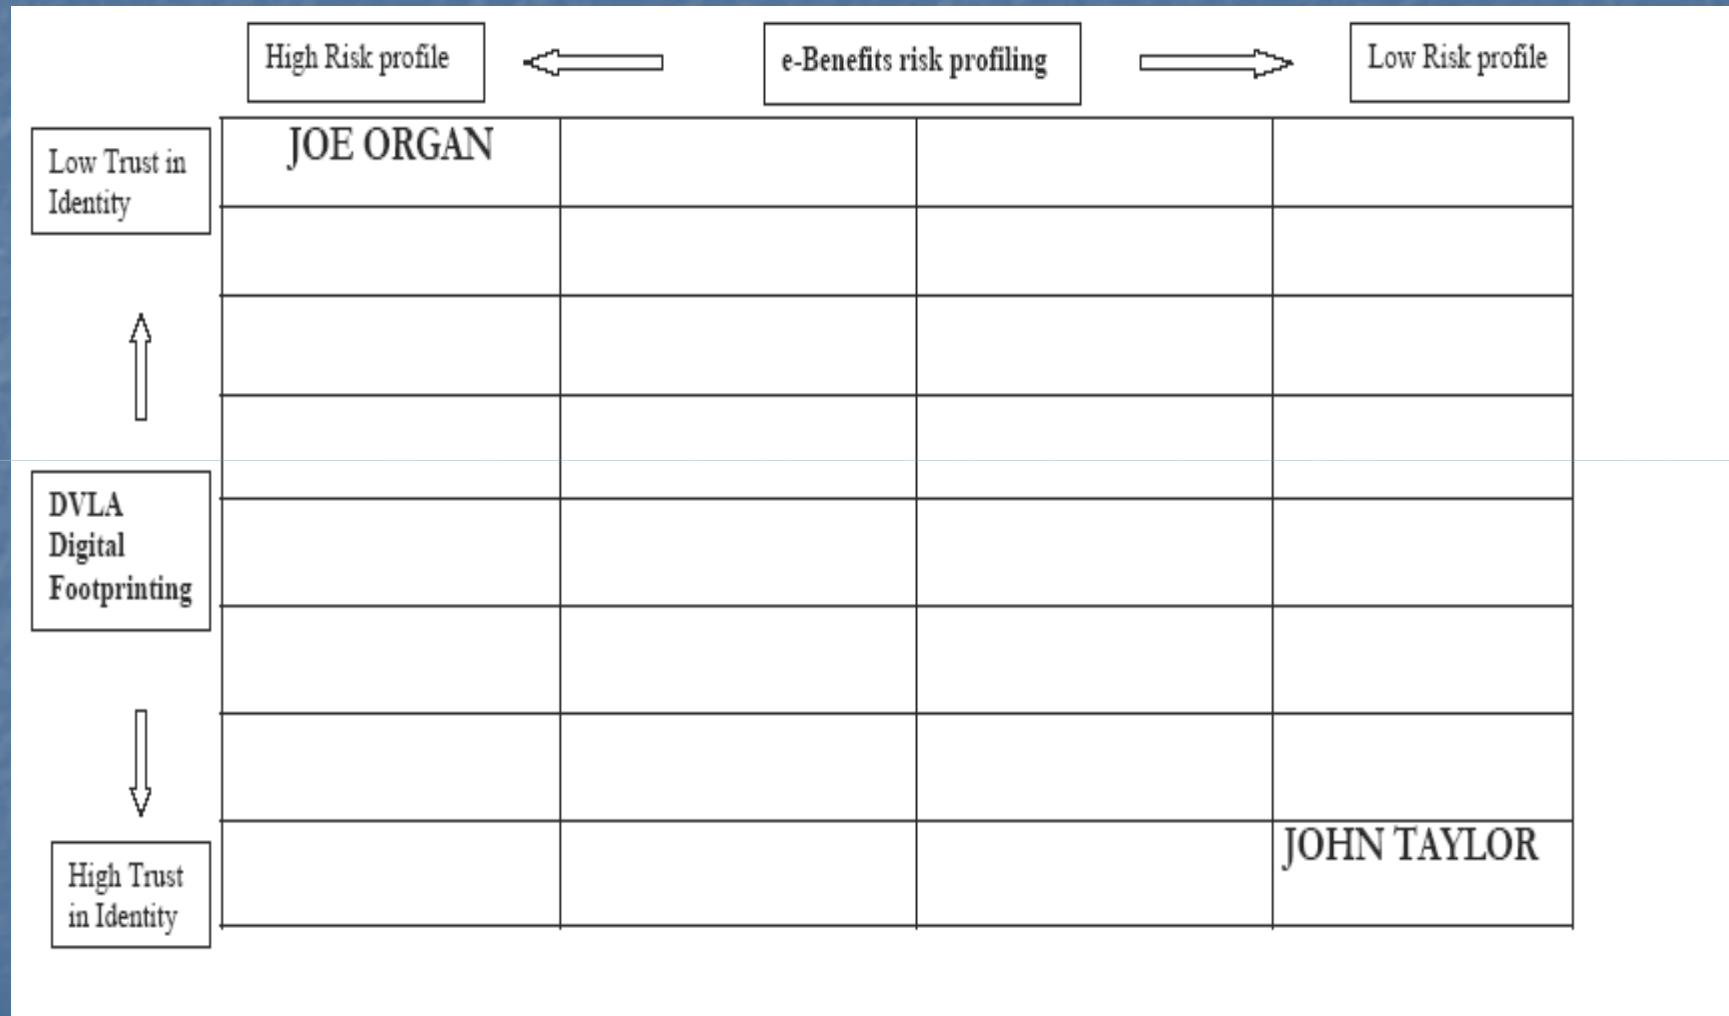 High Risk profile
e-Benefits risk profiling
Low Risk profile
JOE ORGAN
Low Trust in
Identity
DVLA
Digital
Footprinting
JOHN TAYLOR
High Trust
in Identity